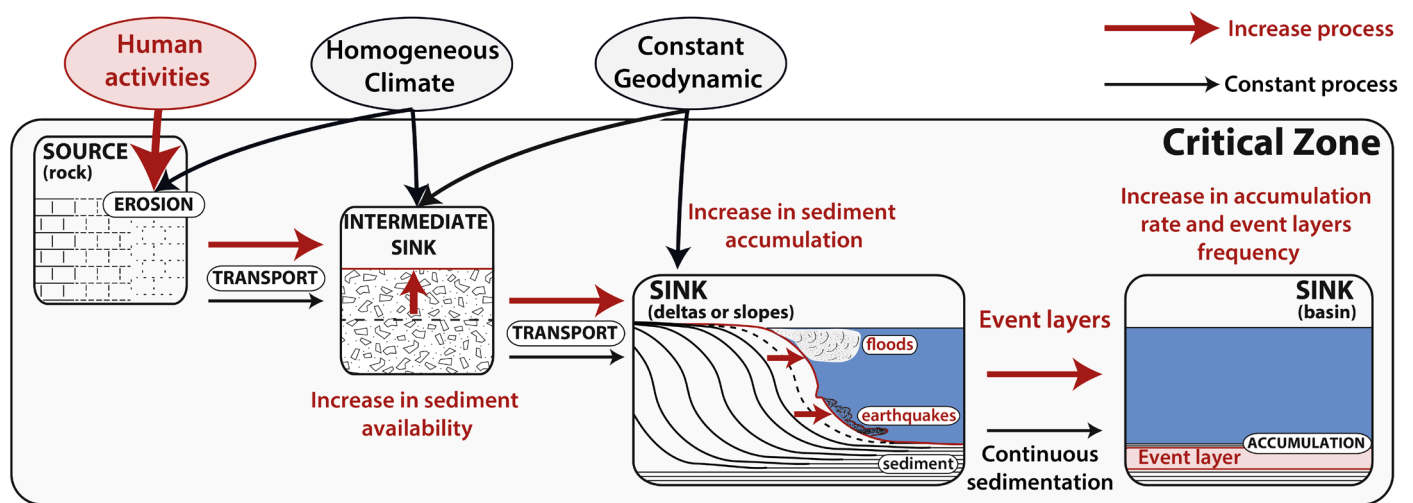 Human
activities
Homogeneous
Climate
Constant
Geodynamic
Increase process
Constant process
Critical Zone
SOURCE
(rock)
EROSION
TRANSPORT
INTERMEDIATE
SINK
Increase in sediment
availability
TRANSPORT
Increase in sediment
accumulation
SINK
(deltas or slopes)
floods
earthquakes
sediment
Event layers
Continuous
sedimentation
Increase in accumulation
rate and event layers
frequency
SINK
(basin)
ACCUMULATION
Event layer